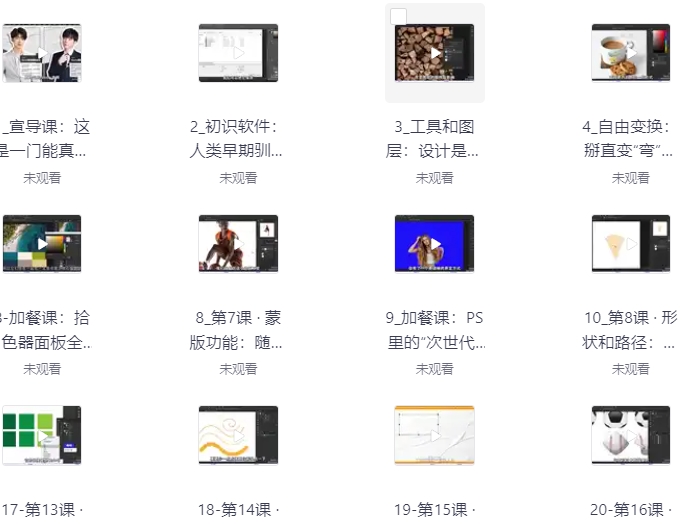 _宣导课：这
是一门能真...
未观看
2_初识软件：
人类早期驯...
未观看
3_工具和图
层：设计是...
未观看
4_自由变换：
掰直变“弯”...
未观看
-加餐课：拾
色器面板全...
未观看
8_第7课 · 蒙
版功能：随...
未观看
9_加餐课：PS
里的“次世代...
未观看
10_第8课 · 形
状和路径：...
未观看
17-第13课 ·
18-第14课 ·
19-第15课 ·
20-第16课 ·